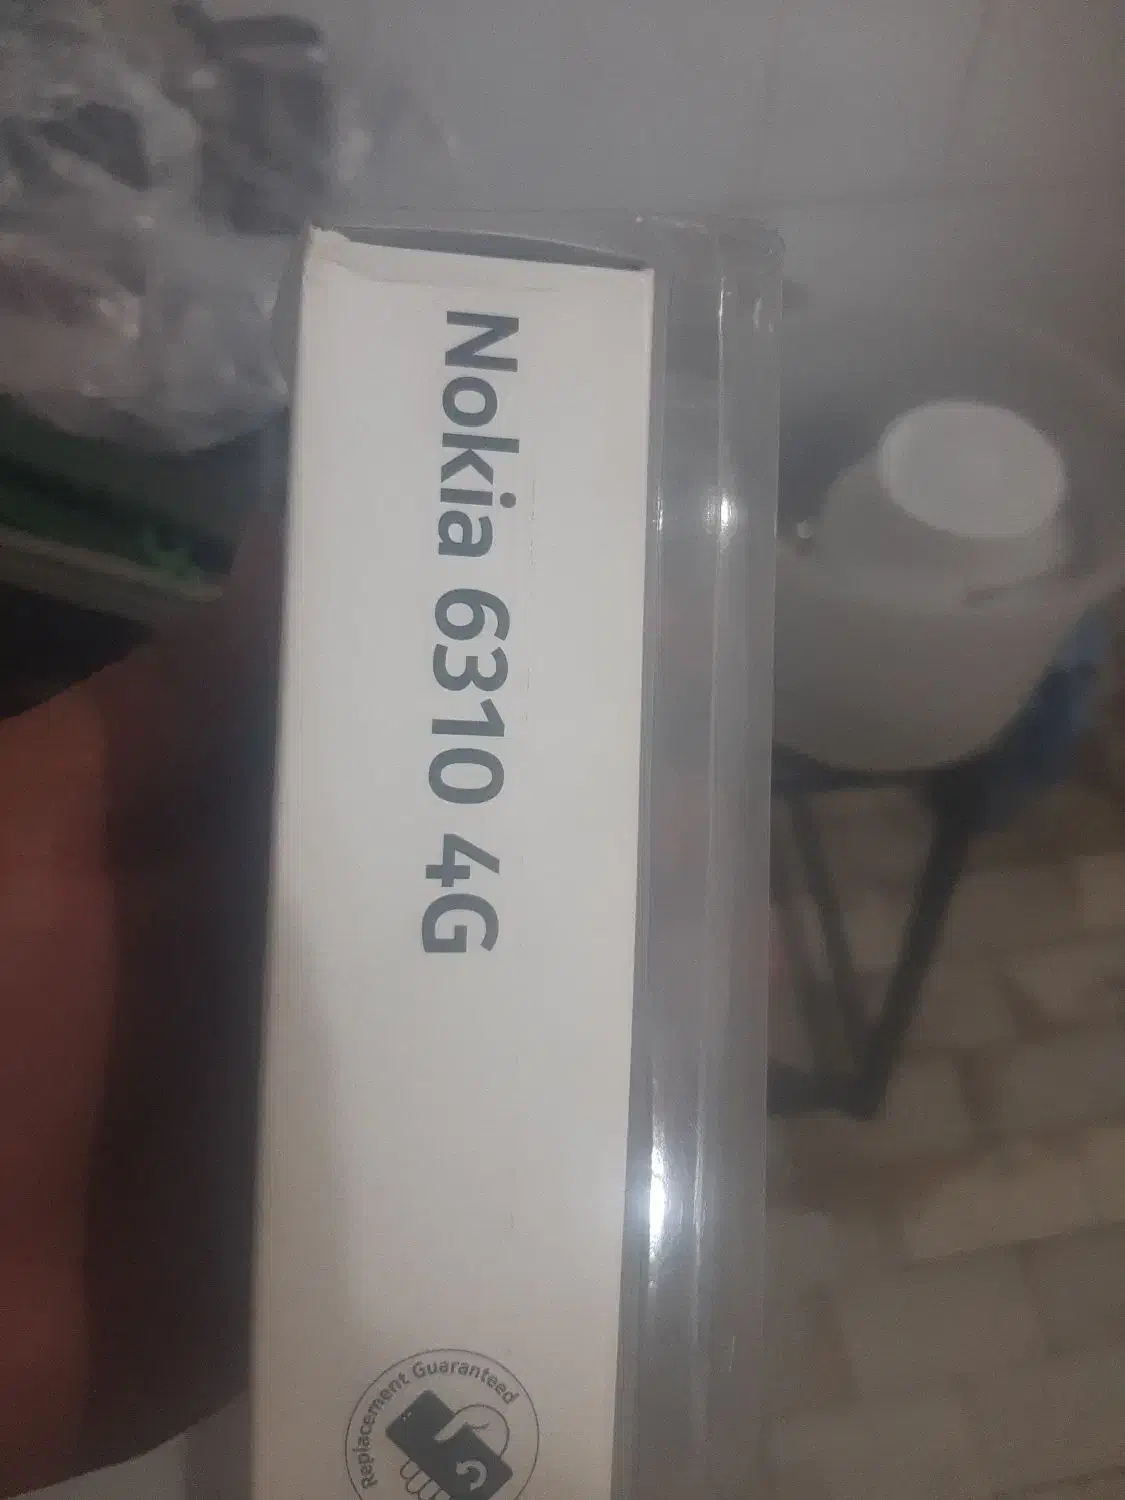 Nokia 6310 4G
Replacement Guaranteed